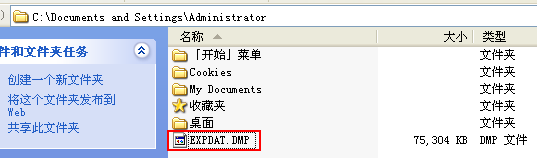 C:\Documents and Settings\Administrator
件和文件夹任务
创建一个新文件夹
将这个文件夹发布到
Web
共享此文件夹
名称 大小 类型
「开始」菜单 文件夹
Cookies 文件夹
My Documents 文件夹
收藏夹 文件夹
桌面 文件夹
EXPDAT.DMP 75,304 KB DMP 文件